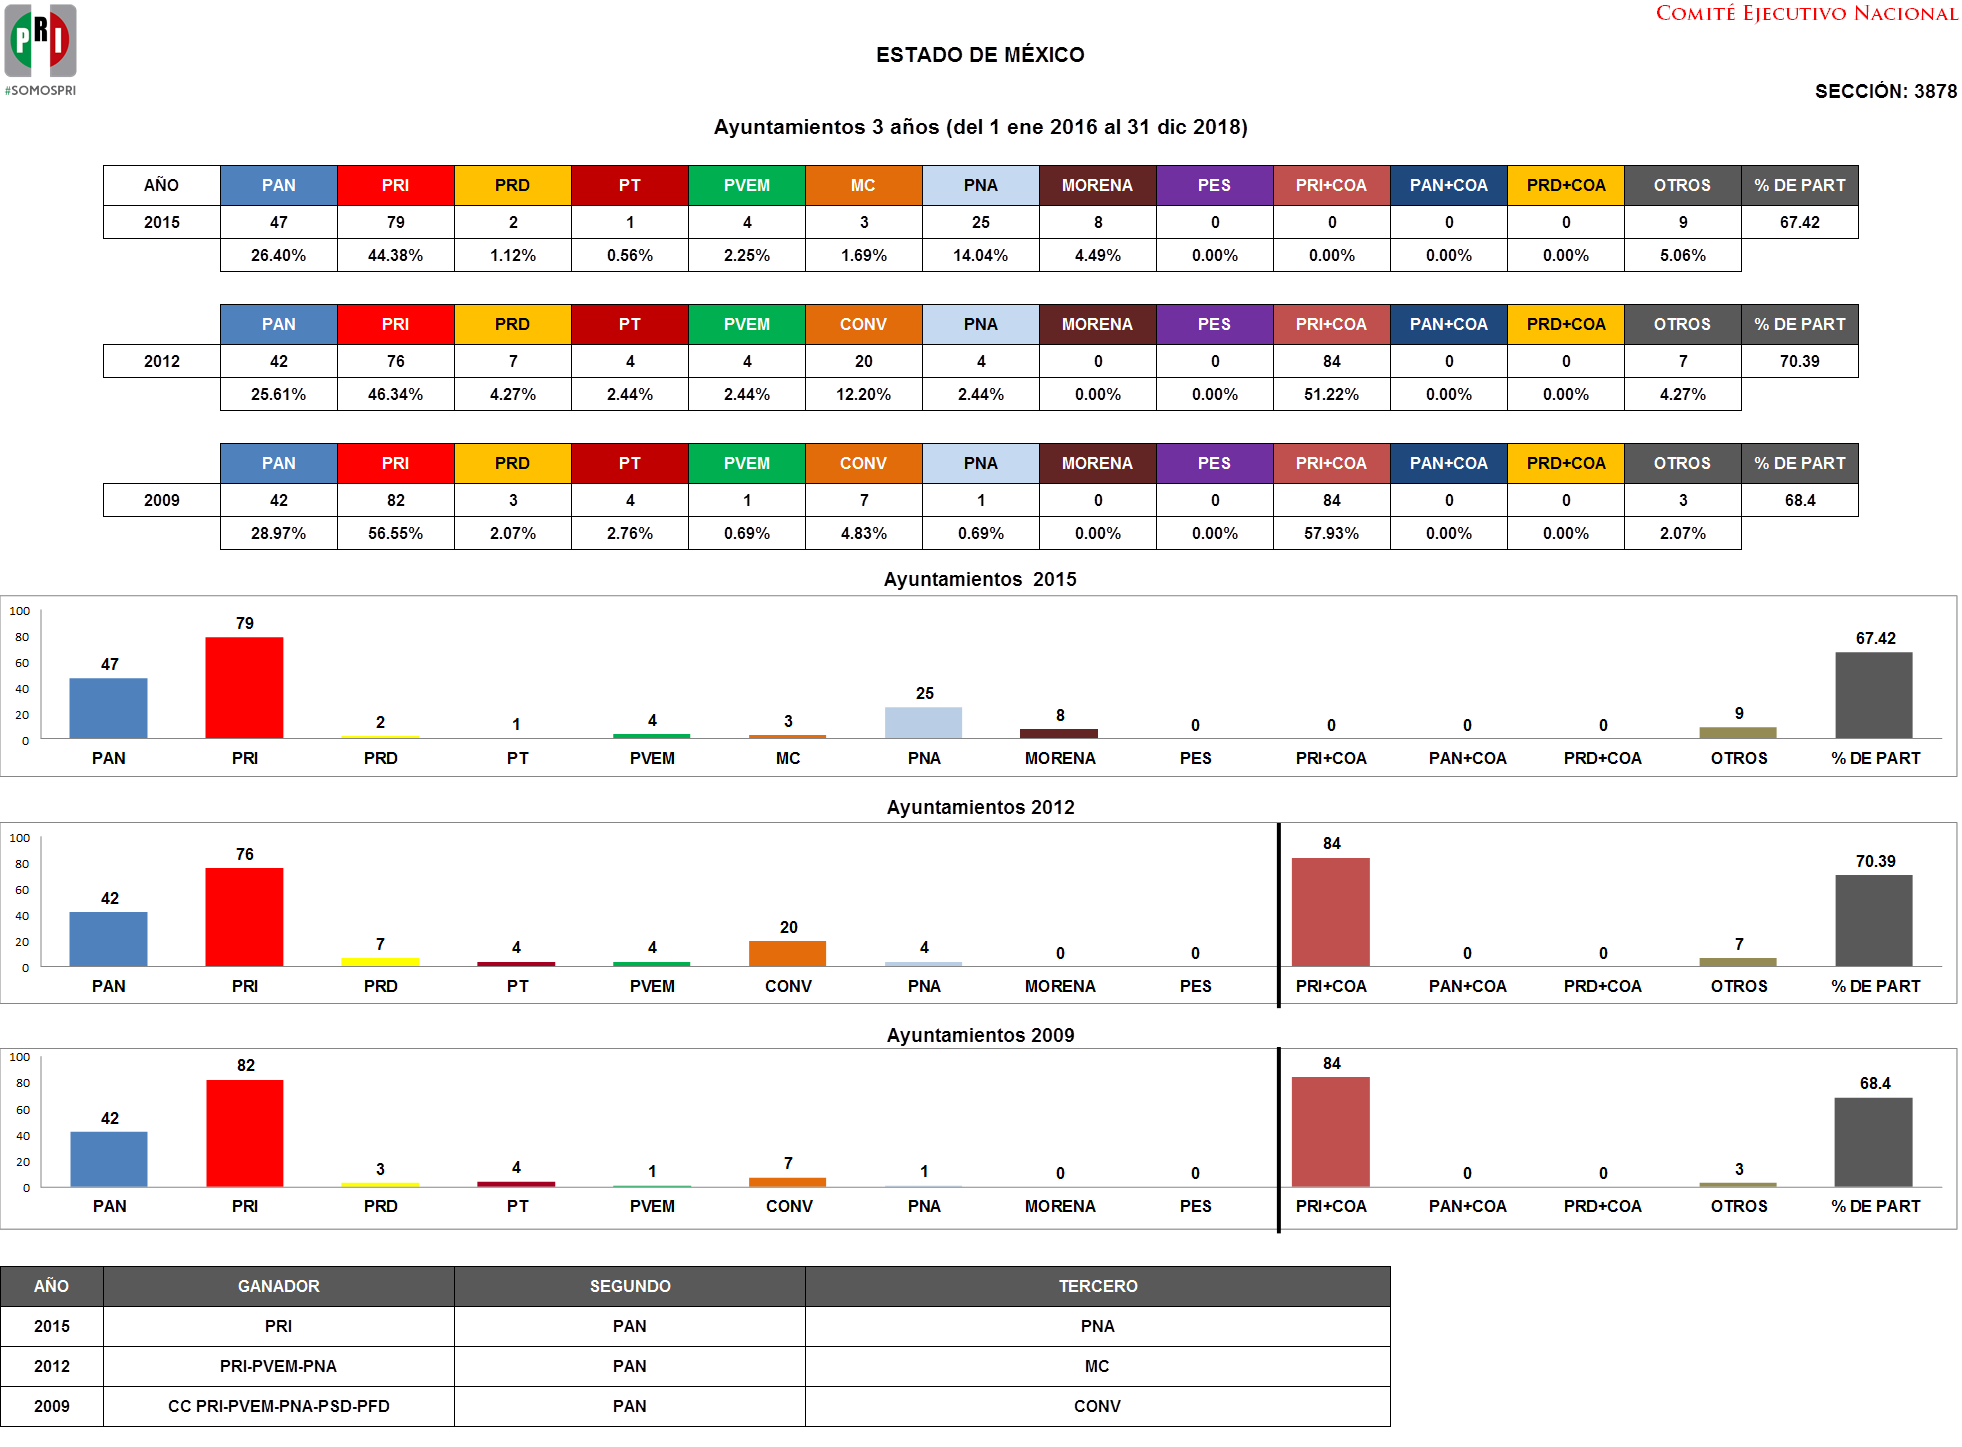 PRI
#SOMOSPRI
COMITÉ EJECUTIVO NACIONAL
ESTADO DE MÉXICO
SECCIÓN: 3878
Ayuntamientos 3 años (del 1 ene 2016 al 31 dic 2018)
AÑO PAN PRI PRD PT PVEM MC PNA MORENA PES PRI+COA PAN+COA PRD+COA OTROS % DE PART
2015 47 79 2 1 4 3 25 8 0 0 0 0 9 67.42
26.40% 44.38% 1.12% 0.56% 2.25% 1.69% 14.04% 4.49% 0.00% 0.00% 0.00% 0.00% 5.06%
PAN PRI PRD PT PVEM CONV PNA MORENA PES PRI+COA PAN+COA PRD+COA OTROS % DE PART
2012 42 76 7 4 4 20 4 0 0 84 0 0 7 70.39
25.61% 46.34% 4.27% 2.44% 2.44% 12.20% 2.44% 0.00% 0.00% 51.22% 0.00% 0.00% 4.27%
PAN PRI PRD PT PVEM CONV PNA MORENA PES PRI+COA PAN+COA PRD+COA OTROS % DE PART
2009 42 82 3 4 1 7 1 0 0 84 0 0 3 68.4
28.97% 56.55% 2.07% 2.76% 0.69% 4.83% 0.69% 0.00% 0.00% 57.93% 0.00% 0.00% 2.07%
Ayuntamientos 2015
100
80
60
40
20
0
47 79 2 1 4 3 25 8 0 0 0 0 9 67.42
PAN PRI PRD PT PVEM MC PNA MORENA PES PRI+COA PAN+COA PRD+COA OTROS % DE PART
Ayuntamientos 2012
100
80
60
40
20
0
42 76 7 4 4 20 4 0 0 84 0 0 7 70.39
PAN PRI PRD PT PVEM CONV PNA MORENA PES PRI+COA PAN+COA PRD+COA OTROS % DE PART
Ayuntamientos 2009
100
80
60
40
20
0
42 82 3 4 1 7 1 0 0 84 0 0 3 68.4
PAN PRI PRD PT PVEM CONV PNA MORENA PES PRI+COA PAN+COA PRD+COA OTROS % DE PART
AÑO GANADOR SEGUNDO TERCERO
2015 PRI PAN PNA
2012 PRI-PVEM-PNA PAN MC
2009 CC PRI-PVEM-PNA-PSD-PFD PAN CONV